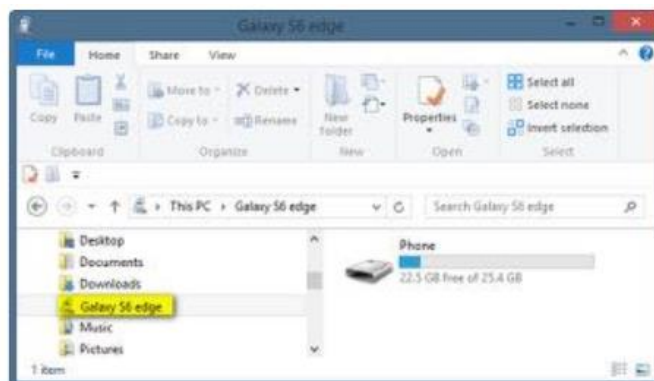 Galaxy S6 edge
File Home Share View
Copy Paste Move to Copy to Delete Rename New folder Properties Select all Select none Invert selection
Clipboard Organize New Open Select
This PC Galaxy S6 edge Search Galaxy S6 edge
Desktop
Documents
Downloads
Galaxy S6 edge
Music
Pictures
Phone
22.5 GB free of 25.4 GB
1 item